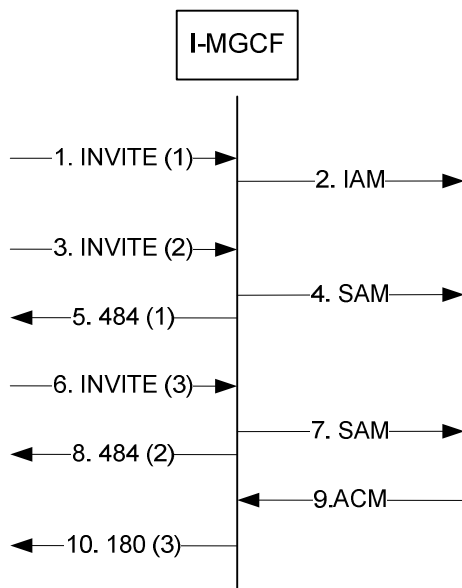 I-MGCF
1. INVITE (1)
2. IAM
3. INVITE (2)
4. SAM
5. 484 (1)
6. INVITE (3)
7. SAM
8. 484 (2)
9.ACM
10. 180 (3)